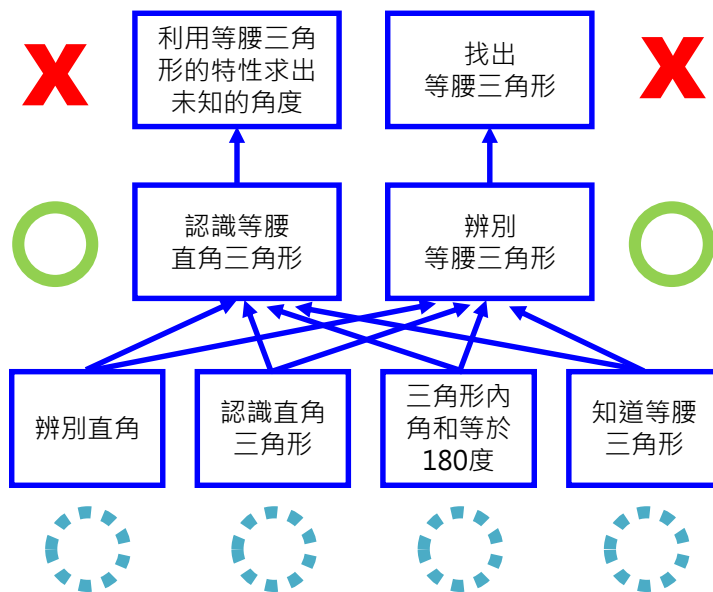 利用等腰三角
形的特性求出
未知的角度
找出
等腰三角形
認識等腰
直角三角形
辨別
等腰三角形
辨別直角
認識直角
三角形
三角形內
角和等於
180度
知道等腰
三角形